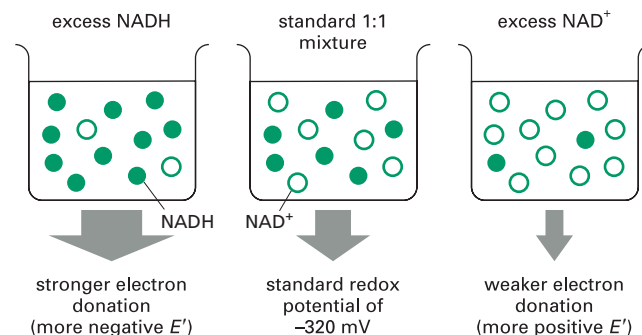 excess NADH
standard 1:1
mixture
excess NAD⁺
NADH
NAD⁺
stronger electron
donation
(more negative E′)
standard redox
potential of
–320 mV
weaker electron
donation
(more positive E′)